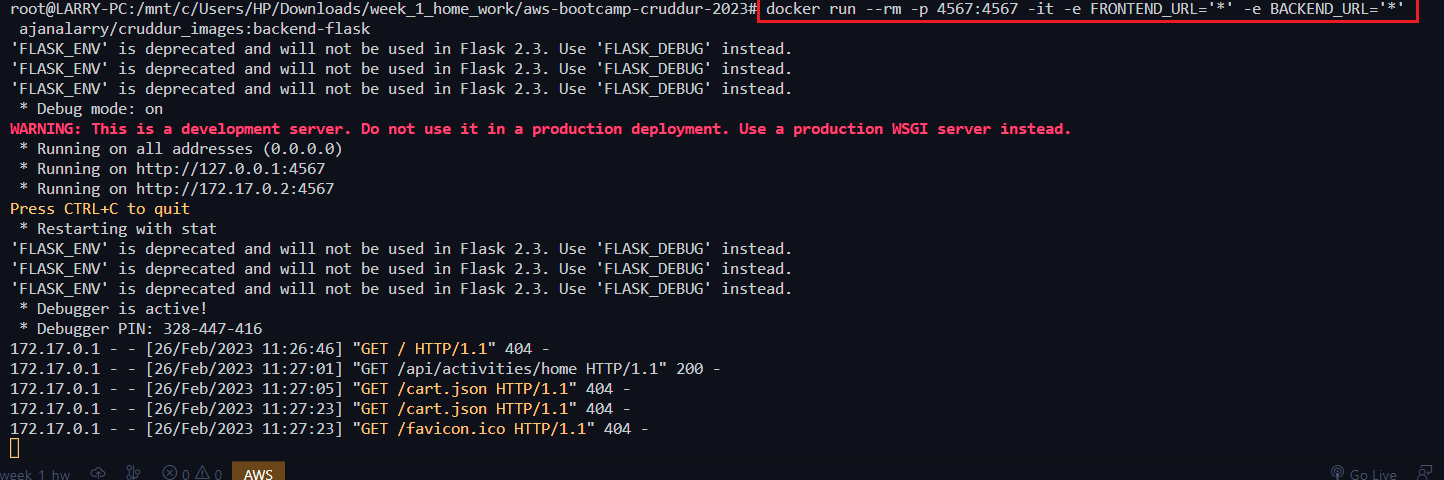 root@LARRY-PC:/mnt/c/Users/HP/Downloads/week_1_home_work/aws-bootcamp-cruddur-2023# docker run --rm -p 4567:4567 -it -e FRONTEND_URL='*' -e BACKEND_URL='*'
 ajanalarry/cruddur_images:backend-flask
'FLASK_ENV' is deprecated and will not be used in Flask 2.3. Use 'FLASK_DEBUG' instead.
'FLASK_ENV' is deprecated and will not be used in Flask 2.3. Use 'FLASK_DEBUG' instead.
'FLASK_ENV' is deprecated and will not be used in Flask 2.3. Use 'FLASK_DEBUG' instead.
 * Debug mode: on
WARNING: This is a development server. Do not use it in a production deployment. Use a production WSGI server instead.
 * Running on all addresses (0.0.0.0)
 * Running on http://127.0.0.1:4567
 * Running on http://172.17.0.2:4567
Press CTRL+C to quit
 * Restarting with stat
'FLASK_ENV' is deprecated and will not be used in Flask 2.3. Use 'FLASK_DEBUG' instead.
'FLASK_ENV' is deprecated and will not be used in Flask 2.3. Use 'FLASK_DEBUG' instead.
'FLASK_ENV' is deprecated and will not be used in Flask 2.3. Use 'FLASK_DEBUG' instead.
 * Debugger is active!
 * Debugger PIN: 328-447-416
172.17.0.1 - - [26/Feb/2023 11:26:46] "GET / HTTP/1.1" 404 -
172.17.0.1 - - [26/Feb/2023 11:27:01] "GET /api/activities/home HTTP/1.1" 200 -
172.17.0.1 - - [26/Feb/2023 11:27:05] "GET /cart.json HTTP/1.1" 404 -
172.17.0.1 - - [26/Feb/2023 11:27:23] "GET /cart.json HTTP/1.1" 404 -
172.17.0.1 - - [26/Feb/2023 11:27:23] "GET /favicon.ico HTTP/1.1" 404 -
week_1_hw 0 0 AWS Go Live